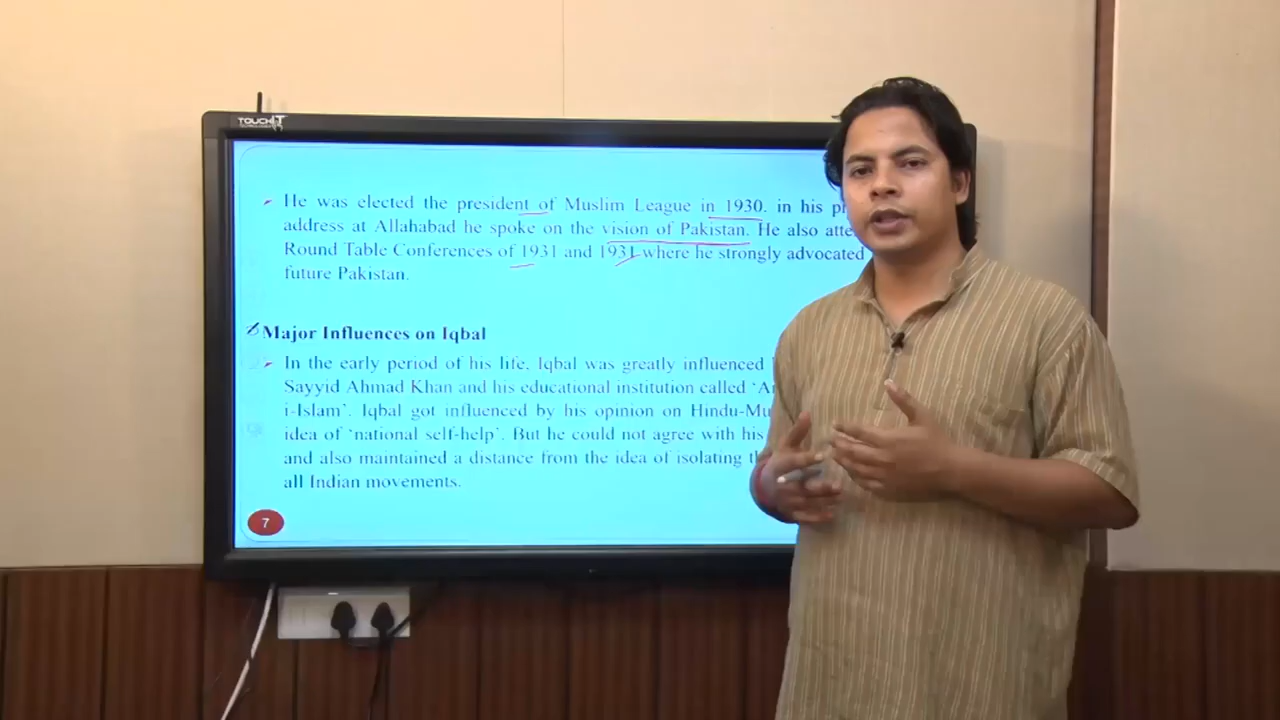 TOUCHIT
He was elected the president of Muslim League in 1930. in his
address at Allahabad he spoke on the vision of Pakistan. He also
Round Table Conferences of 1931 and 1931 where he strongly advocated
future Pakistan.
Major Influences on Iqbal
In the early period of his life, Iqbal was greatly influenced
Sayyid Ahmad Khan and his educational institution called
i-Islam'. Iqbal got influenced by his opinion on
idea of 'national self-help'. But he could not agree with his
and also maintained a distance from the idea of isolating
all Indian movements.
7